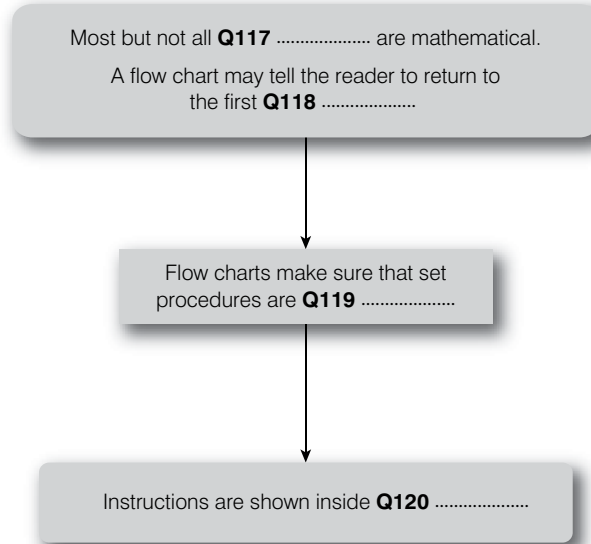 Most but not all Q117 .................... are mathematical.
A flow chart may tell the reader to return to
the first Q118 ....................
Flow charts make sure that set
procedures are Q119 ....................
Instructions are shown inside Q120 ....................